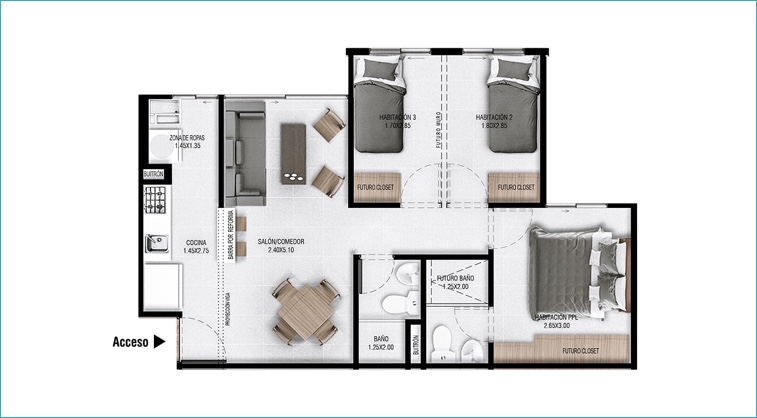 HABITACIÓN 3
1.70X2.85
HABITACIÓN 2
1.80X2.85
FUTURO MURO
ZONA DE ROPAS
1.45X1.35
BUITRÓN
FUTURO CLOSET
FUTURO CLOSET
BARRA POR REFORMA
COCINA
1.45X2.75
SALÓN/COMEDOR
2.40X5.10
PROYECCIÓN VIGA
FUTURO BAÑO
1.25X2.00
HABITACIÓN PPL
2.65X3.00
Acceso
BAÑO
1.25X2.00
BUITRÓN
FUTURO CLOSET